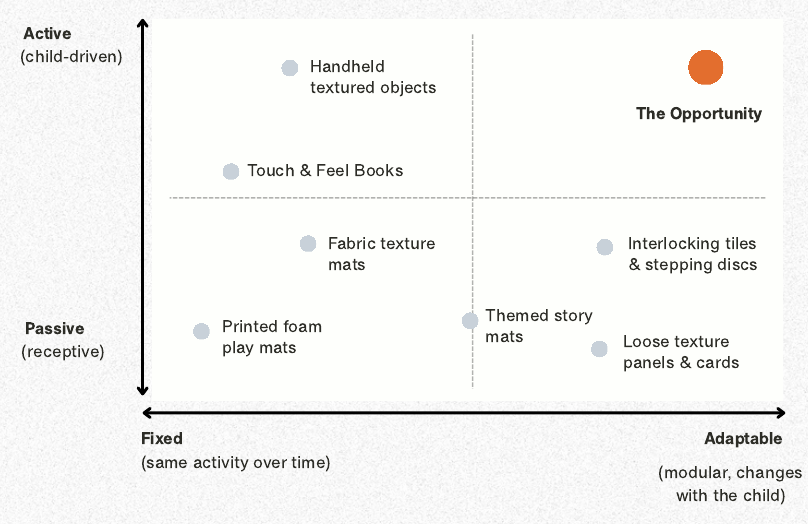 Active
(child-driven)
Handheld
textured objects
The Opportunity
Touch & Feel Books
Fabric texture
mats
Interlocking tiles
& stepping discs
Passive
(receptive)
Printed foam
play mats
Themed story
mats
Loose texture
panels & cards
Fixed
(same activity over time)
Adaptable
(modular, changes
with the child)